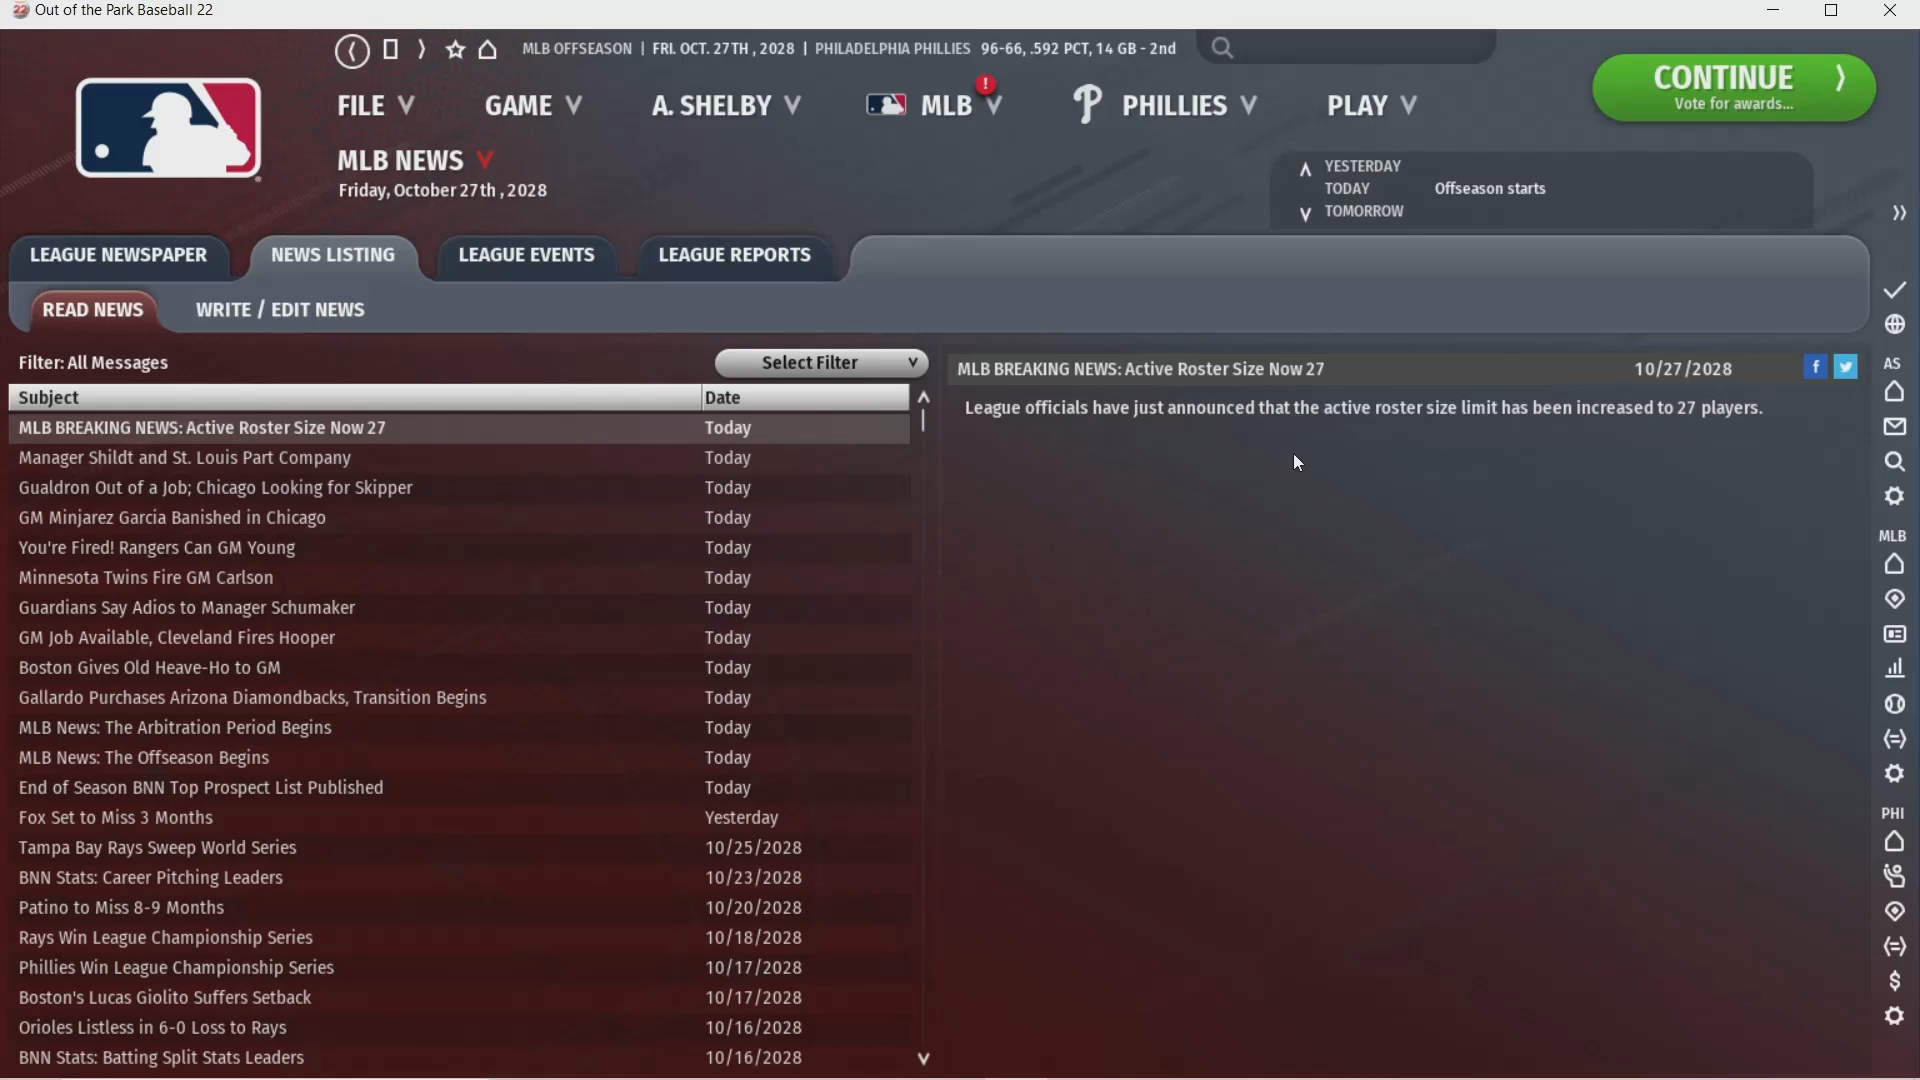 22 Out of the Park Baseball 22
MLB OFFSEASON | FRI. OCT. 27TH , 2028 | PHILADELPHIA PHILLIES 96-66, .592 PCT, 14 GB - 2nd
FILE GAME A. SHELBY MLB ! P PHILLIES PLAY
CONTINUE
Vote for awards...
MLB NEWS
Friday, October 27th , 2028
YESTERDAY
TODAY Offseason starts
TOMORROW
LEAGUE NEWSPAPER NEWS LISTING LEAGUE EVENTS LEAGUE REPORTS
READ NEWS WRITE / EDIT NEWS
Filter: All Messages Select Filter
Subject Date
MLB BREAKING NEWS: Active Roster Size Now 27 Today
Manager Shildt and St. Louis Part Company Today
Gualdron Out of a Job; Chicago Looking for Skipper Today
GM Minjarez Garcia Banished in Chicago Today
You're Fired! Rangers Can GM Young Today
Minnesota Twins Fire GM Carlson Today
Guardians Say Adios to Manager Schumaker Today
GM Job Available, Cleveland Fires Hooper Today
Boston Gives Old Heave-Ho to GM Today
Gallardo Purchases Arizona Diamondbacks, Transition Begins Today
MLB News: The Arbitration Period Begins Today
MLB News: The Offseason Begins Today
End of Season BNN Top Prospect List Published Today
Fox Set to Miss 3 Months Yesterday
Tampa Bay Rays Sweep World Series 10/25/2028
BNN Stats: Career Pitching Leaders 10/23/2028
Patino to Miss 8-9 Months 10/20/2028
Rays Win League Championship Series 10/18/2028
Phillies Win League Championship Series 10/17/2028
Boston's Lucas Giolito Suffers Setback 10/17/2028
Orioles Listless in 6-0 Loss to Rays 10/16/2028
BNN Stats: Batting Split Stats Leaders 10/16/2028
MLB BREAKING NEWS: Active Roster Size Now 27 10/27/2028 f
League officials have just announced that the active roster size limit has been increased to 27 players.
AS
MLB
PHI
$